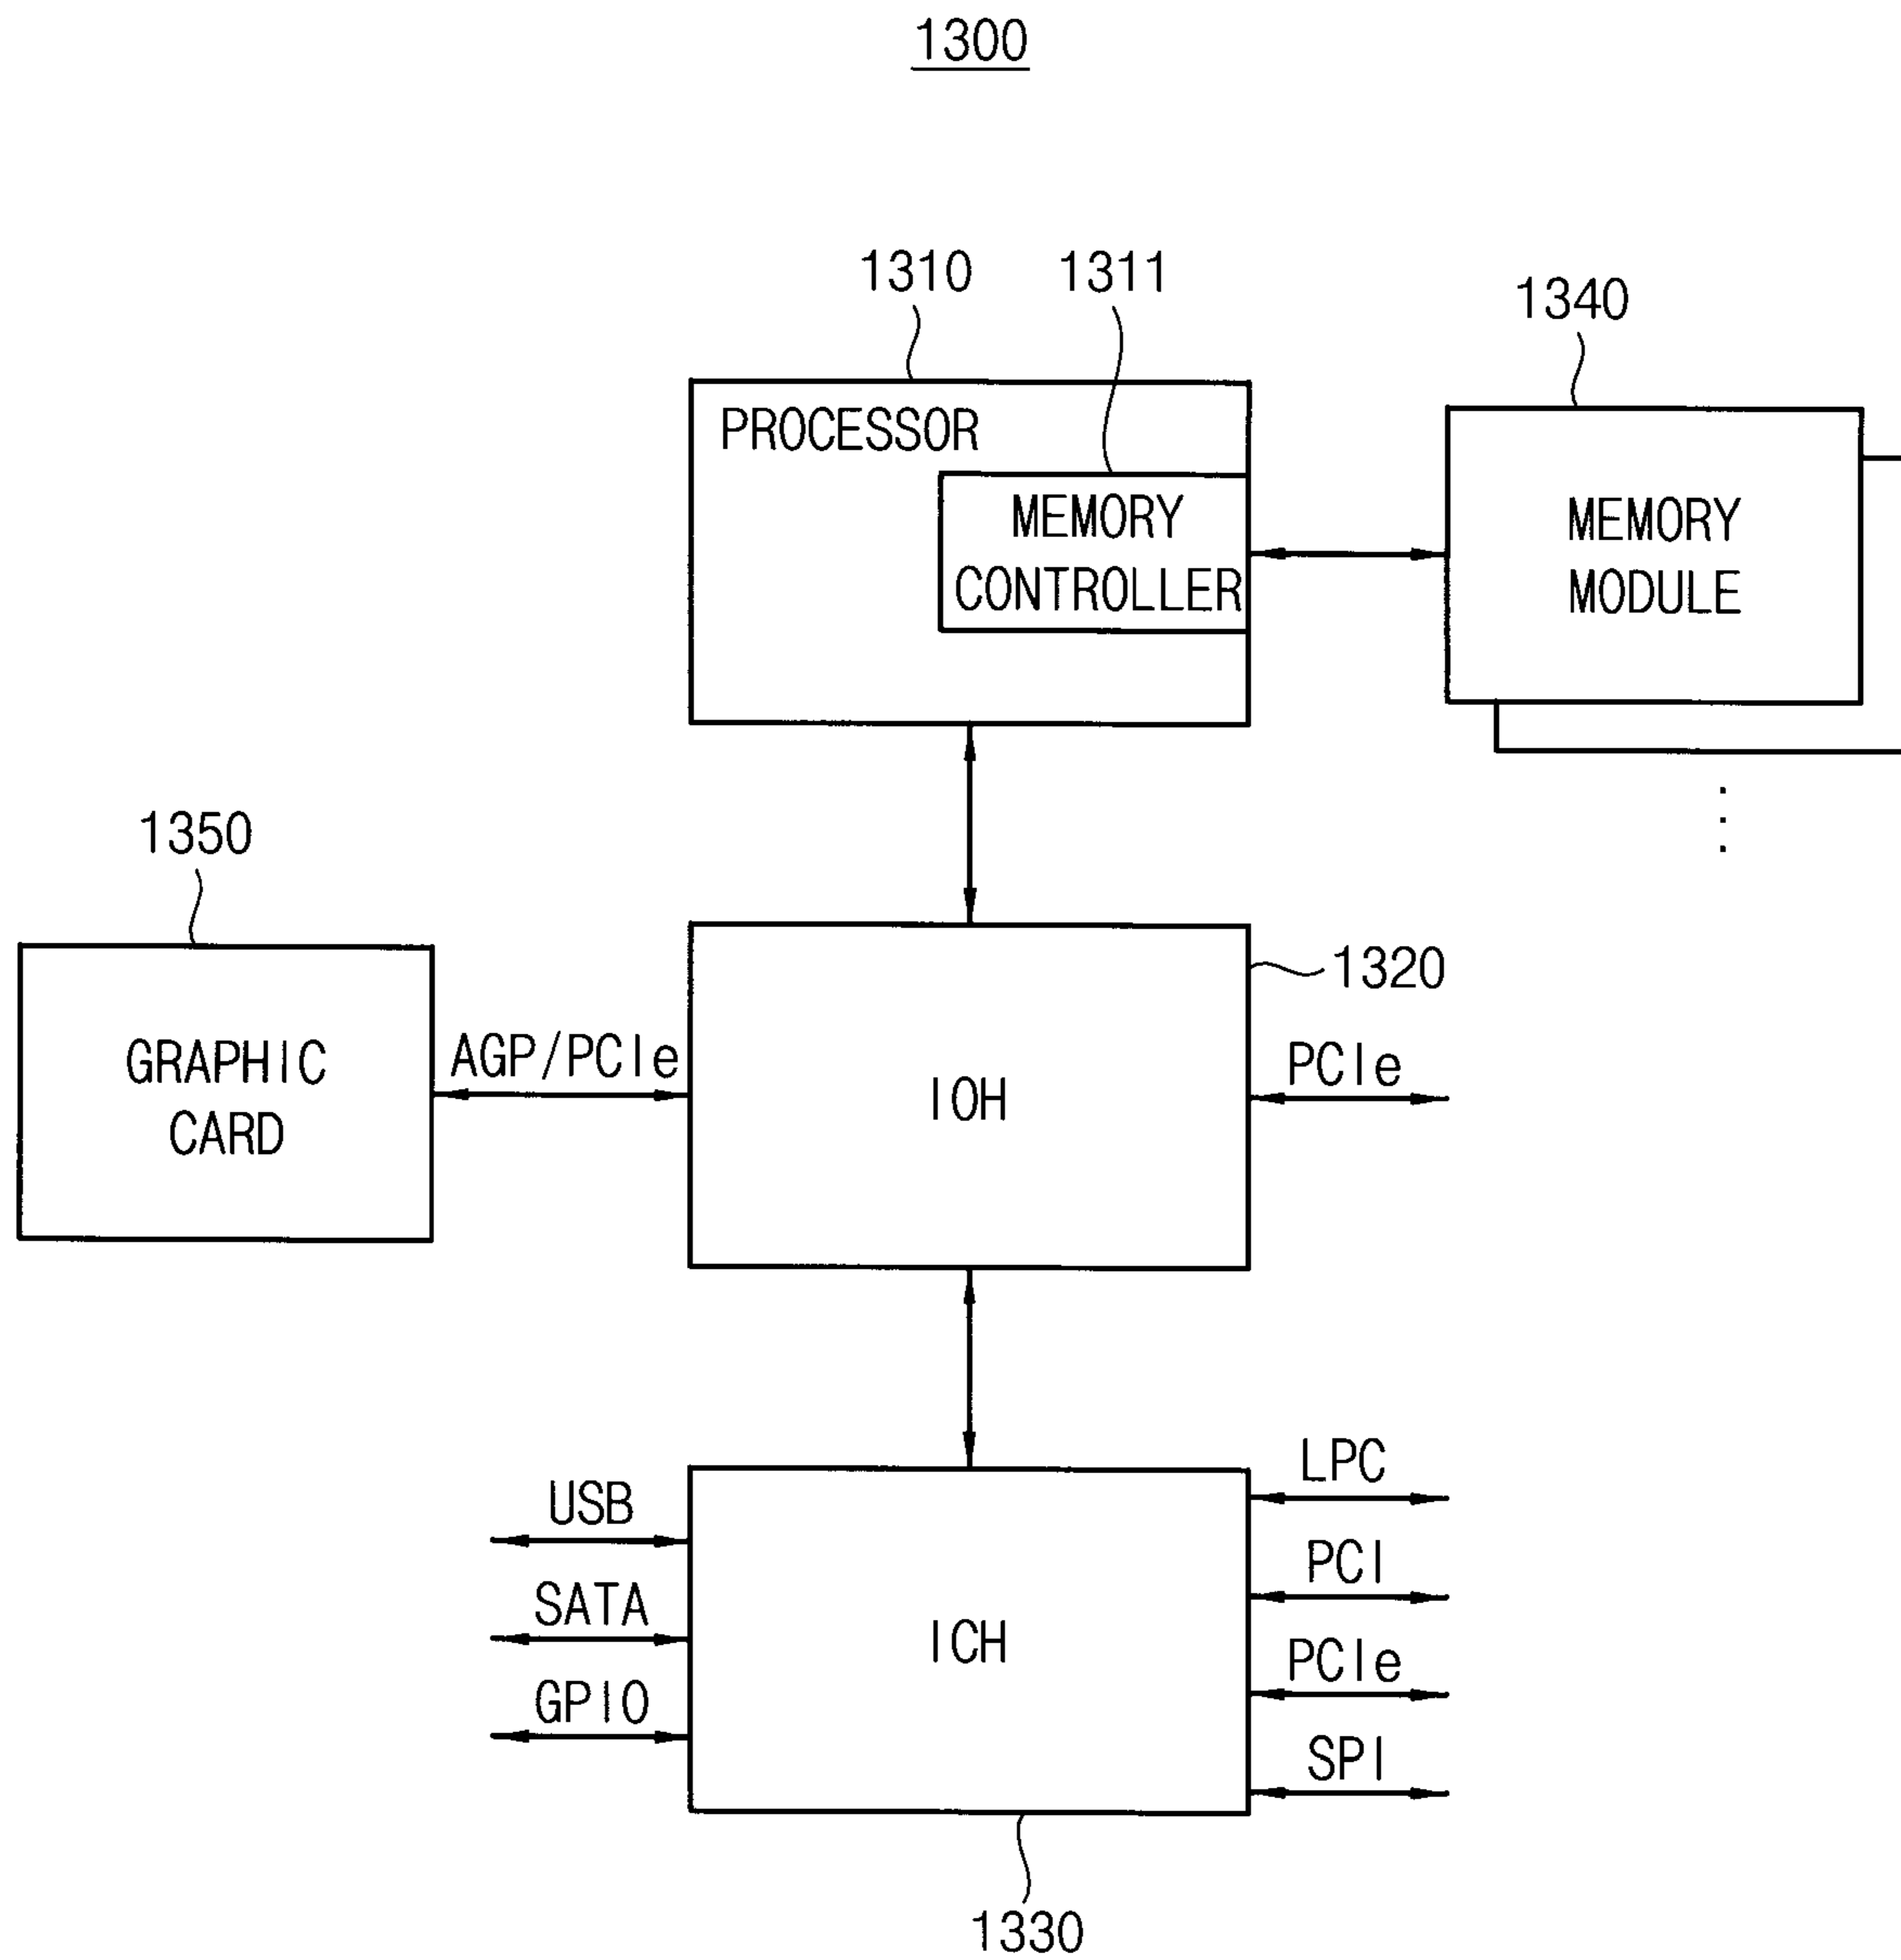 1300
1310
1311
1340
PROCESSOR
MEMORY
CONTROLLER
MEMORY
MODULE
1350
1320
GRAPHIC
CARD
AGP/PCIe
IOH
PCIe
USB
SATA
GPIO
ICH
LPC
PCI
PCIe
SPI
1330